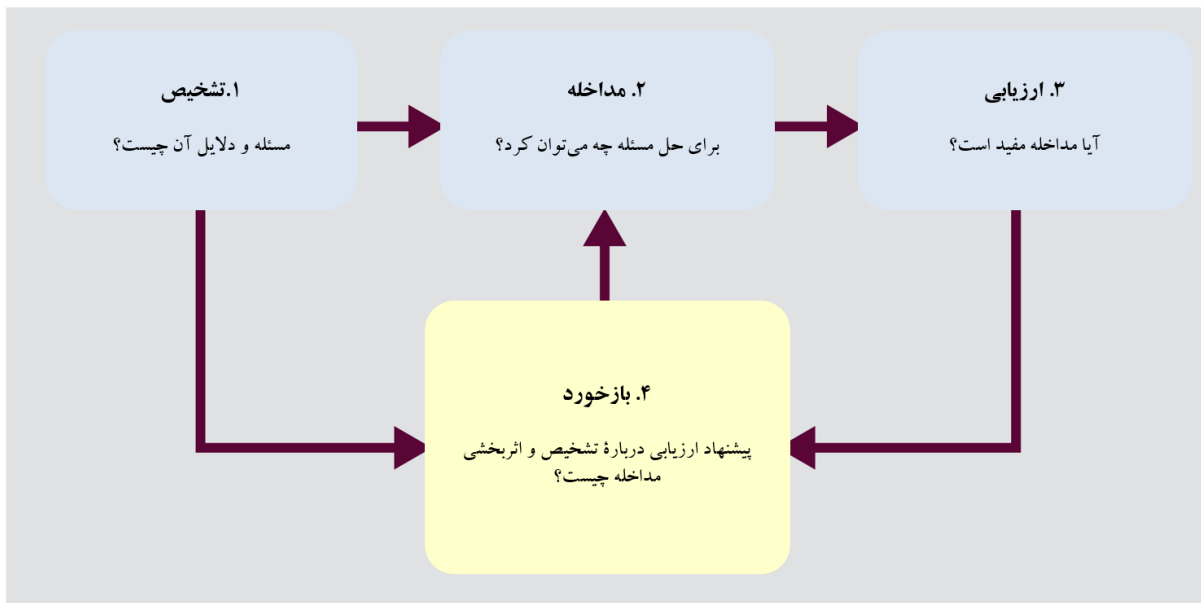 ۱.تشخیص
مسئله و دلایل آن چیست؟
۲. مداخله
برای حل مسئله چه می‌توان کرد؟
۳. ارزیابی
آیا مداخله مفید است؟
۴. بازخورد
پیشنهاد ارزیابی دربارهٔ تشخیص و اثربخشی
مداخله چیست؟